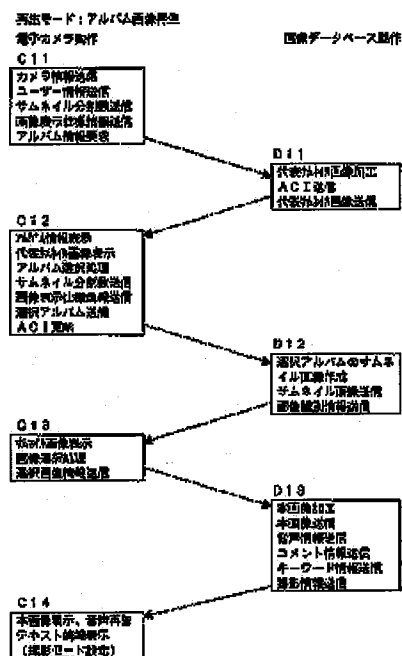 再生モード：アルバム画像再生
電子カメラ動作
画像データベース動作
C11
カメラ情報送信
ユーザー情報送信
サムネイル分割数送信
画像表示仕様情報送信
アルバム情報要求
D11
代表サムネイル画像加工
ACI送信
代表サムネイル画像送信
C12
アルバム情報表示
代表サムネイル画像表示
アルバム選択処理
サムネイル分割数送信
画像表示仕様情報送信
選択アルバム送信
ACI更新
D12
選択アルバムのサムネ
イル画像作成
サムネイル画像送信
画像識別情報送信
C13
サムネイル画像表示
画像選択処理
選択画像情報送信
D13
本画像加工
本画像送信
音声情報送信
コメント情報送信
キーワード情報送信
撮影情報送信
C14
本画像表示、音声再生
テキスト情報表示
（撮影モード設定）